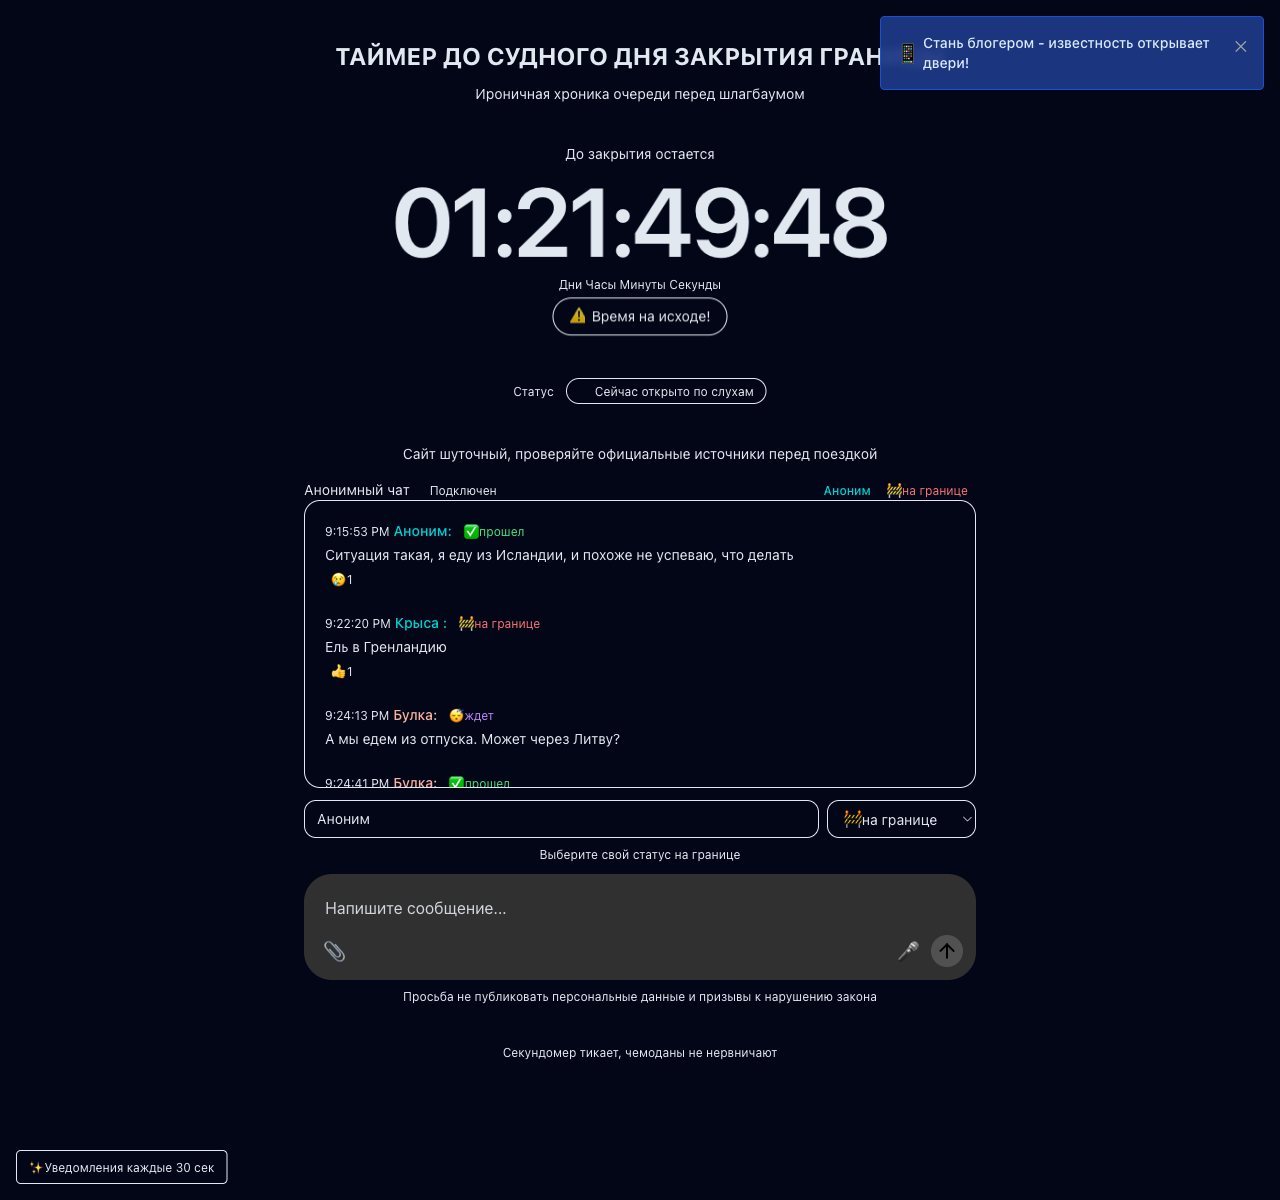 ТАЙМЕР ДО СУДНОГО ДНЯ ЗАКРЫТИЯ ГРАН
Стань блогером - известность открывает
двери!
Ироничная хроника очереди перед шлагбаумом
До закрытия остается
01:21:49:48
Дни Часы Минуты Секунды
⚠️ Время на исходе!
Статус Сейчас открыто по слухам
Сайт шуточный, проверяйте официальные источники перед поездкой
Анонимный чат Подключен Аноним 🚧на границе
9:15:53 PM Аноним: ✅прошел
Ситуация такая, я еду из Исландии, и похоже не успеваю, что делать
😢1
9:22:20 PM Крыса : 🚧на границе
Ель в Гренландию
👍1
9:24:13 PM Булка: 😴ждет
А мы едем из отпуска. Может через Литву?
9:24:41 PM Булка: ✅прошел
Аноним 🚧на границе
Выберите свой статус на границе
Напишите сообщение...
Просьба не публиковать персональные данные и призывы к нарушению закона
Секундомер тикает, чемоданы не нервничают
✨Уведомления каждые 30 сек